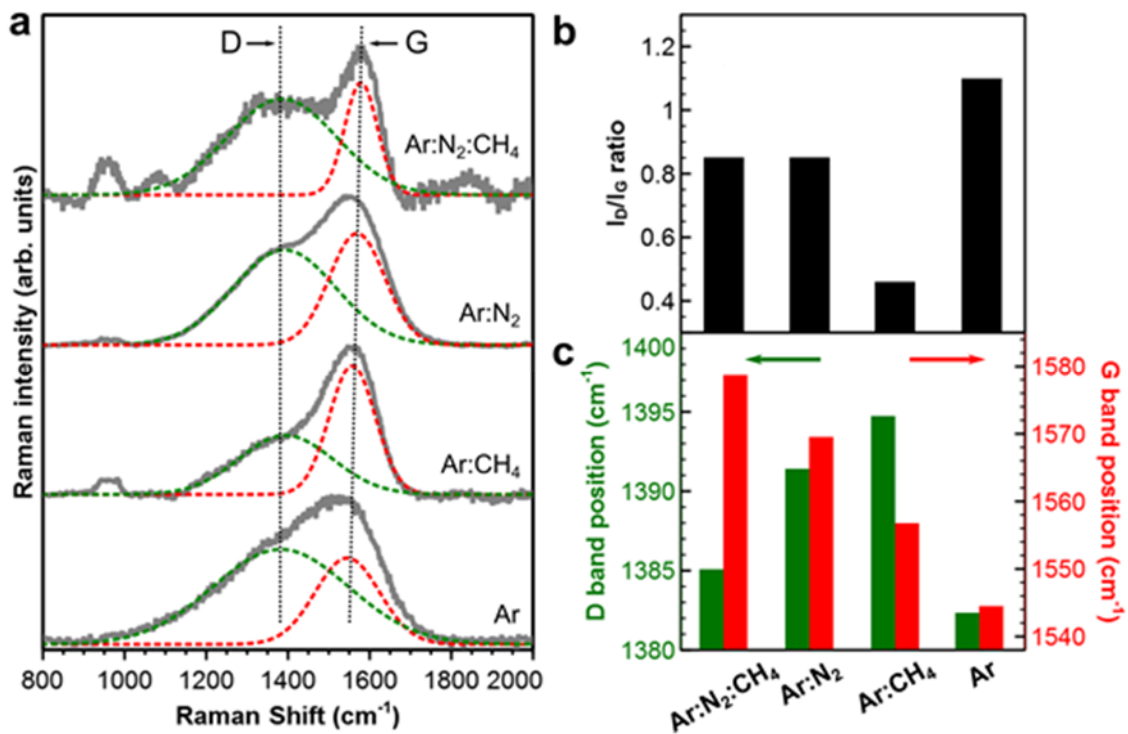 a
D
G
Ar:N₂:CH₄
Ar:N₂
Ar:CH₄
Ar
Raman intensity (arb. units)
800 1000 1200 1400 1600 1800 2000
Raman Shift (cm⁻¹)
b
1.2
1
0.8
0.6
0.4
I_D/I_G ratio
c
1400
1395
1390
1385
1380
D band position (cm⁻¹)
1580
1570
1560
1550
1540
G band position (cm⁻¹)
Ar:N₂:CH₄
Ar:N₂
Ar:CH₄
Ar